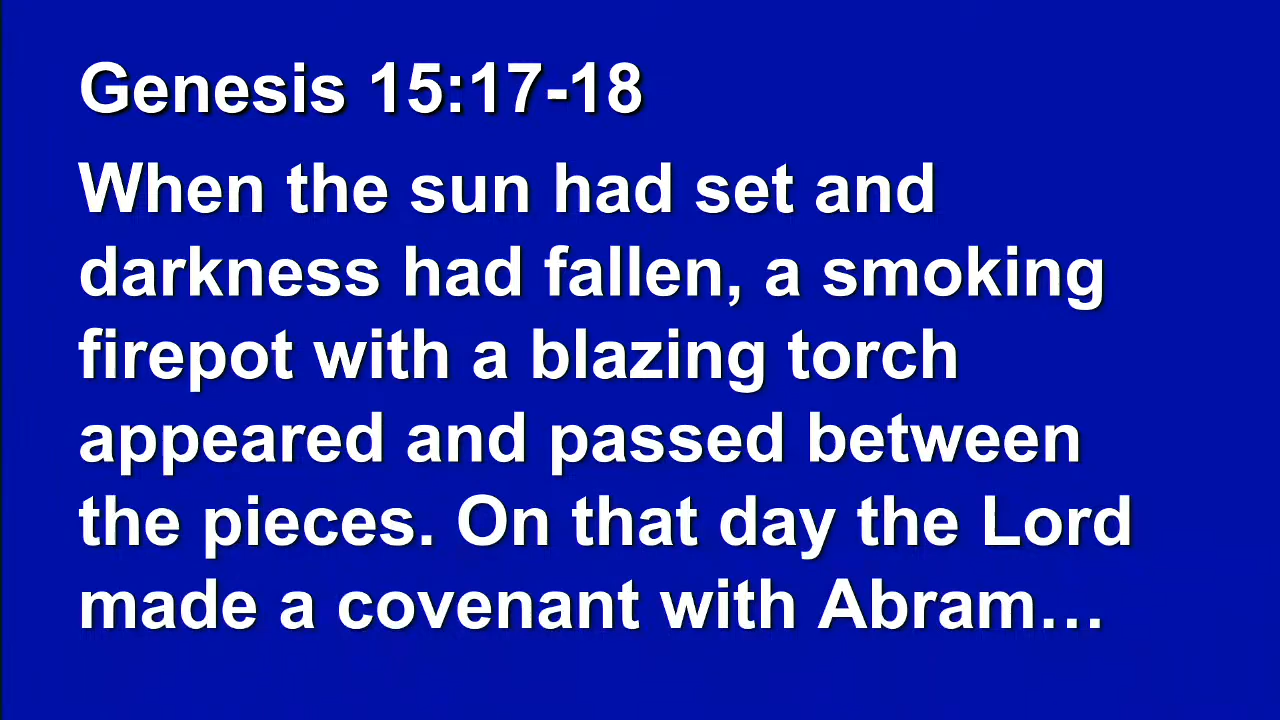 Genesis 15:17-18
When the sun had set and
darkness had fallen, a smoking
firepot with a blazing torch
appeared and passed between
the pieces. On that day the Lord
made a covenant with Abram…